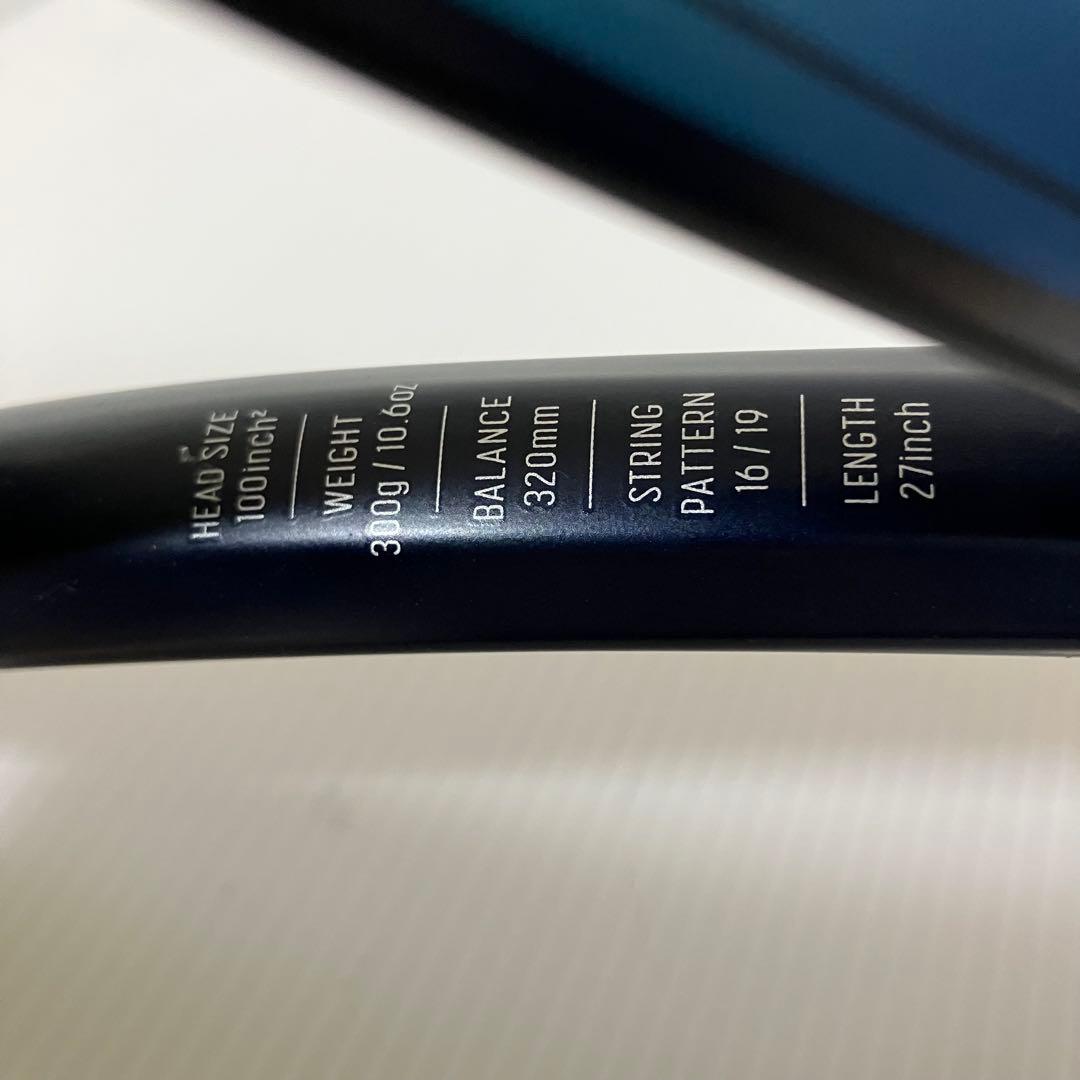 HEAD SIZE
100inch²
WEIGHT
300g / 10.6oz
BALANCE
320mm
STRING
PATTERN
16 / 19
LENGTH
27inch